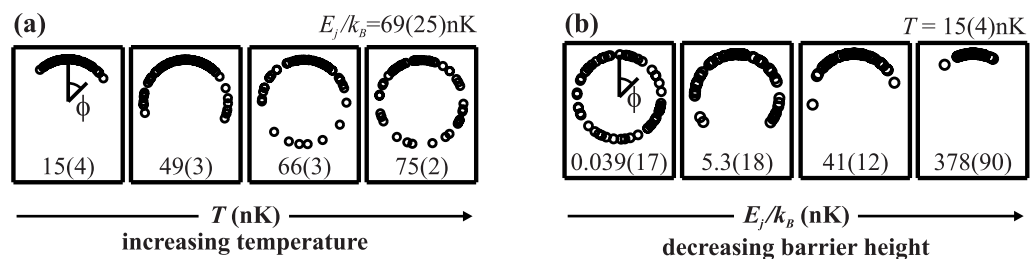 (a)
E_j/k_B=69(25)nK
ϕ
15(4)
49(3)
66(3)
75(2)
T (nK)
increasing temperature
(b)
T = 15(4)nK
ϕ
0.039(17)
5.3(18)
41(12)
378(90)
E_j/k_B (nK)
decreasing barrier height